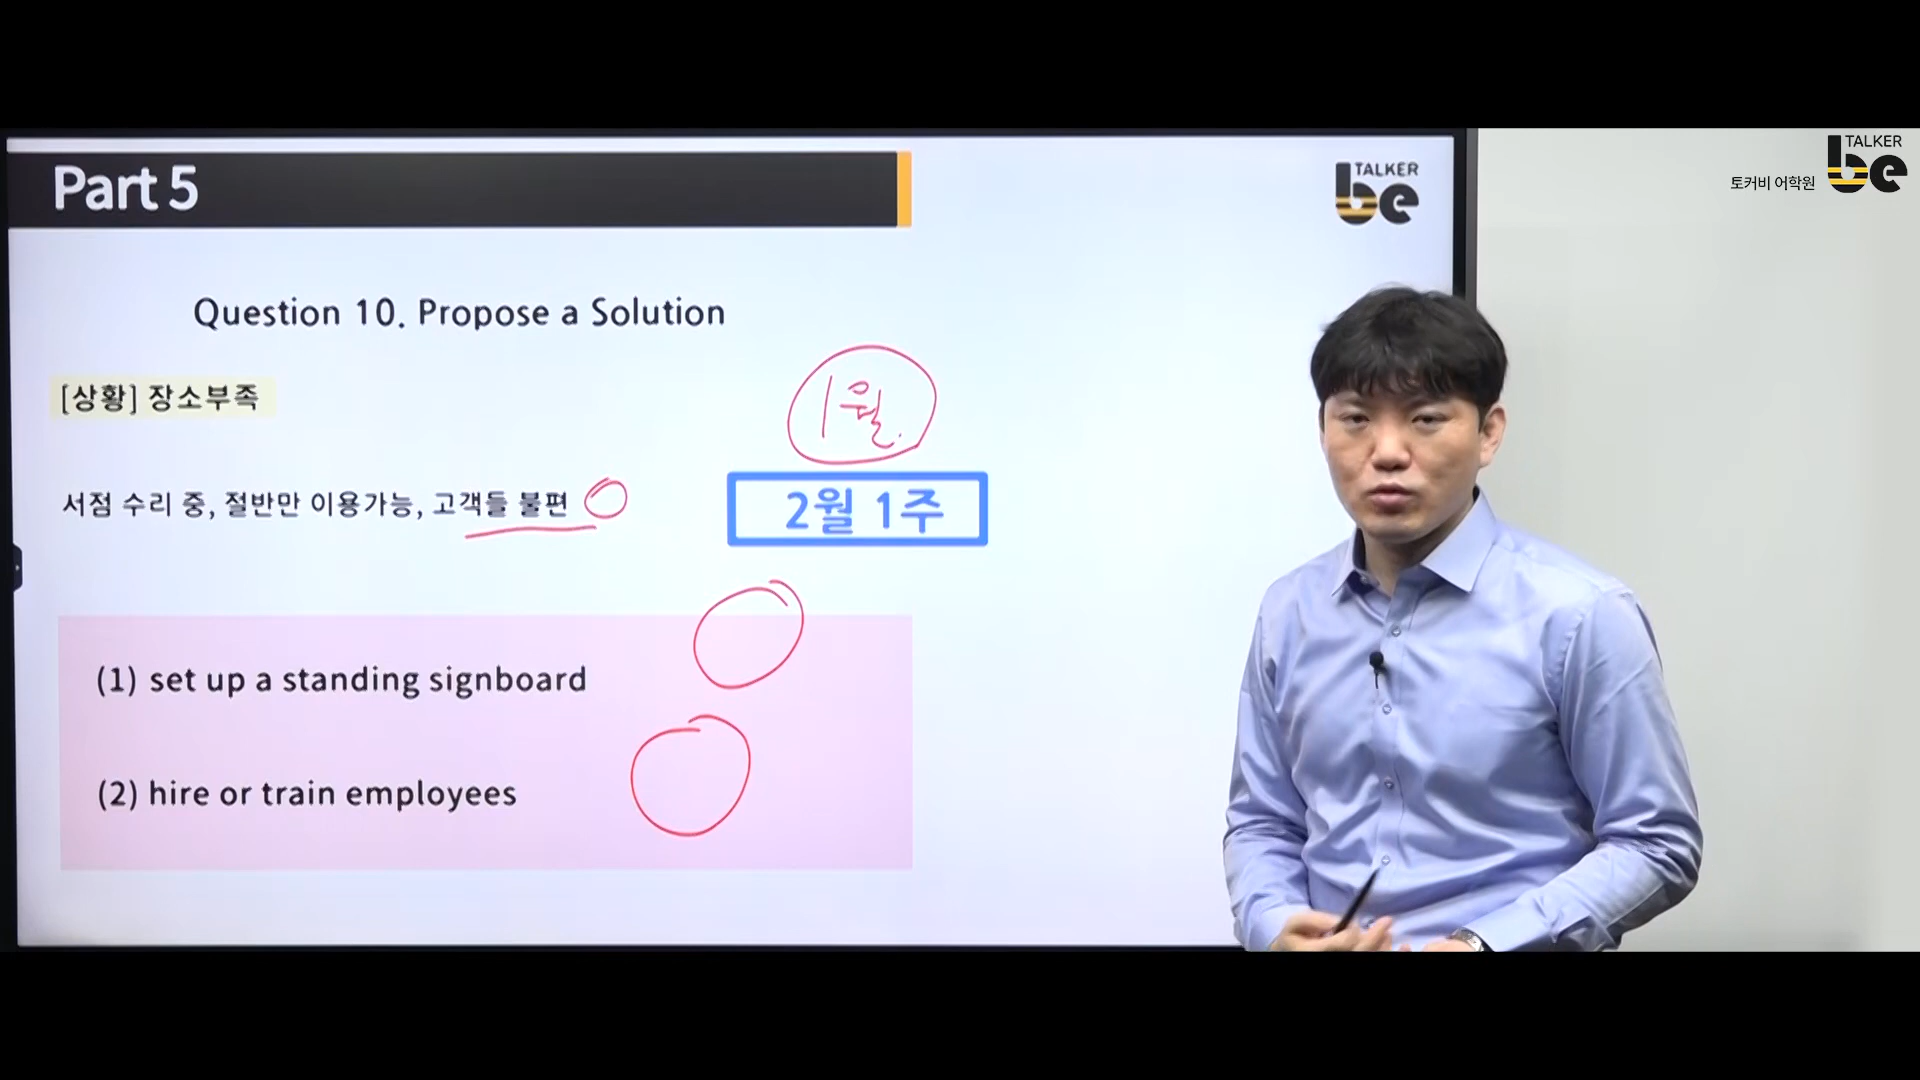 Part 5
TALKER
be
TALKER
be
토커비 어학원
Question 10. Propose a Solution
[상황] 장소부족
1월.
서점 수리 중, 절반만 이용가능, 고객들 불편
2월 1주
(1) set up a standing signboard
(2) hire or train employees